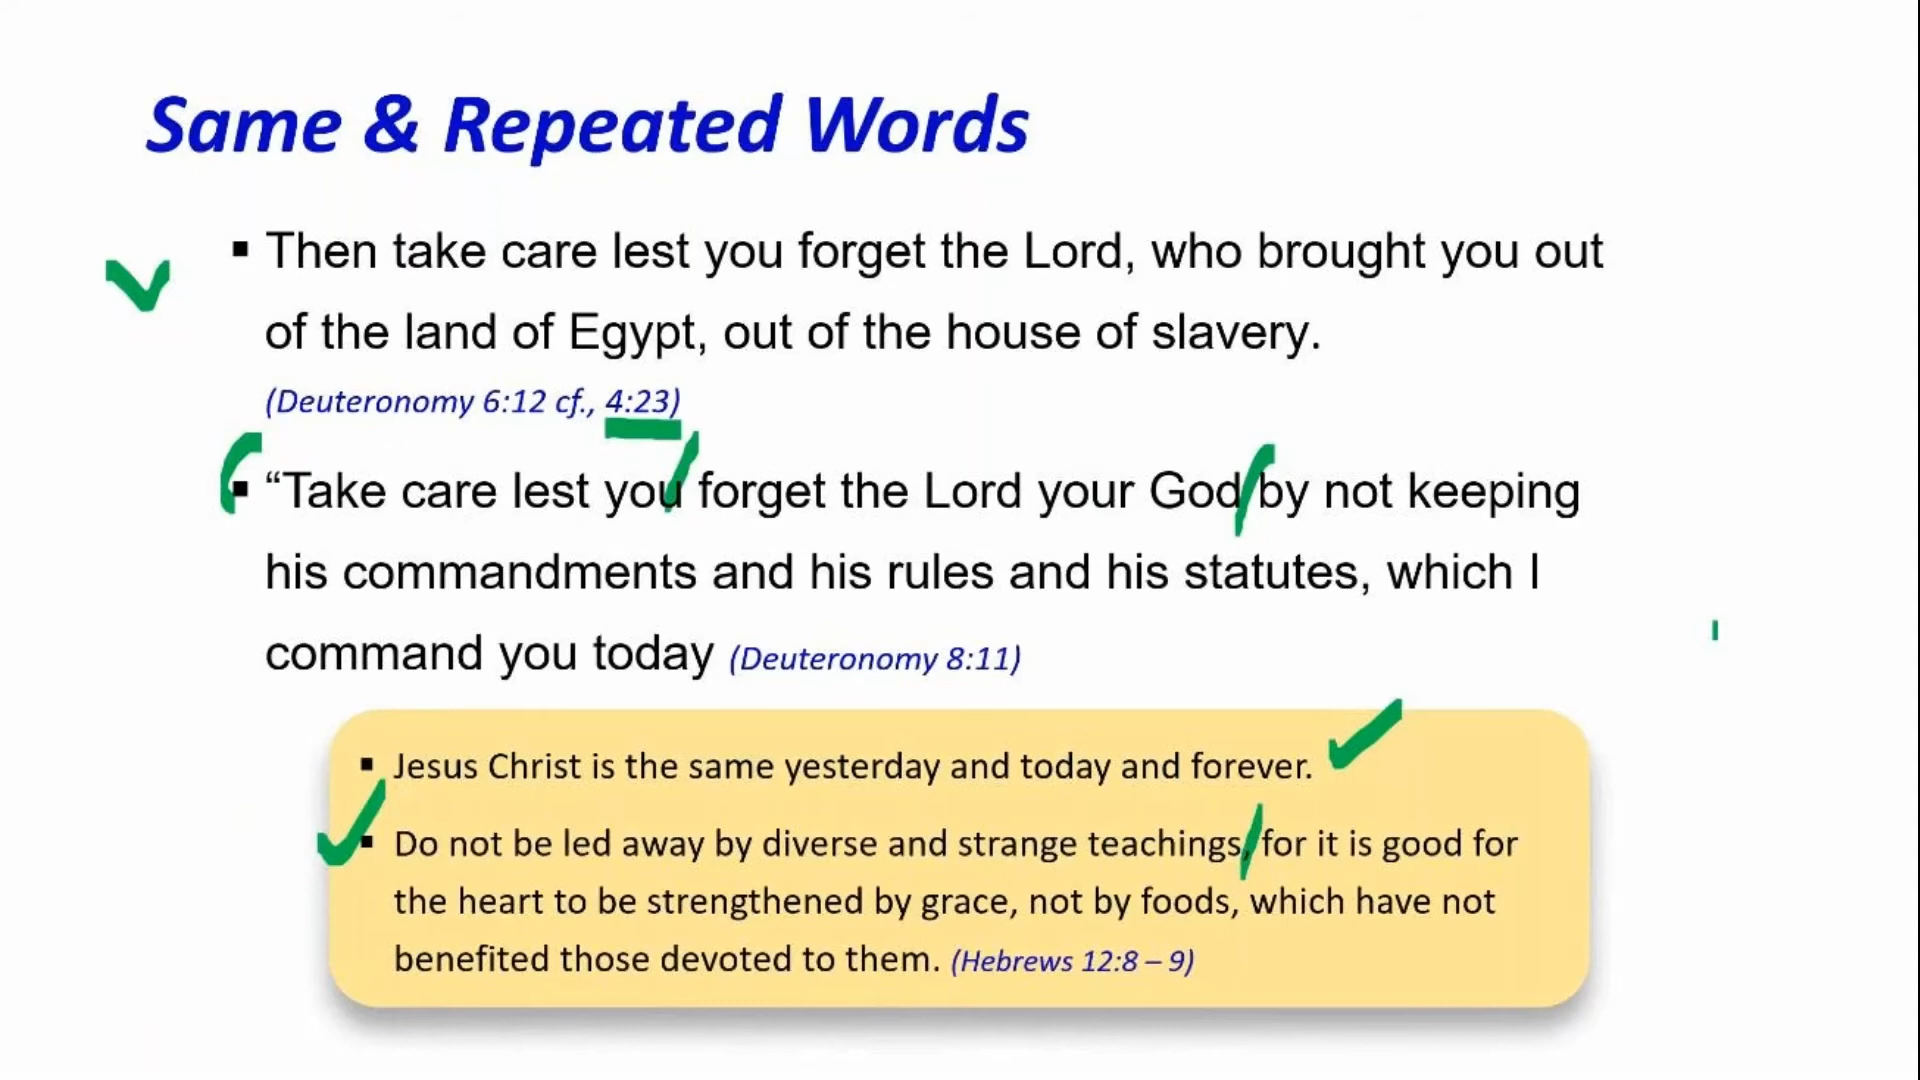 Same & Repeated Words
▪ Then take care lest you forget the Lord, who brought you out
of the land of Egypt, out of the house of slavery.
(Deuteronomy 6:12 cf., 4:23)
▪ “Take care lest you forget the Lord your God by not keeping
his commandments and his rules and his statutes, which I
command you today (Deuteronomy 8:11)
▪ Jesus Christ is the same yesterday and today and forever.
▪ Do not be led away by diverse and strange teachings, for it is good for
the heart to be strengthened by grace, not by foods, which have not
benefited those devoted to them. (Hebrews 12:8 – 9)